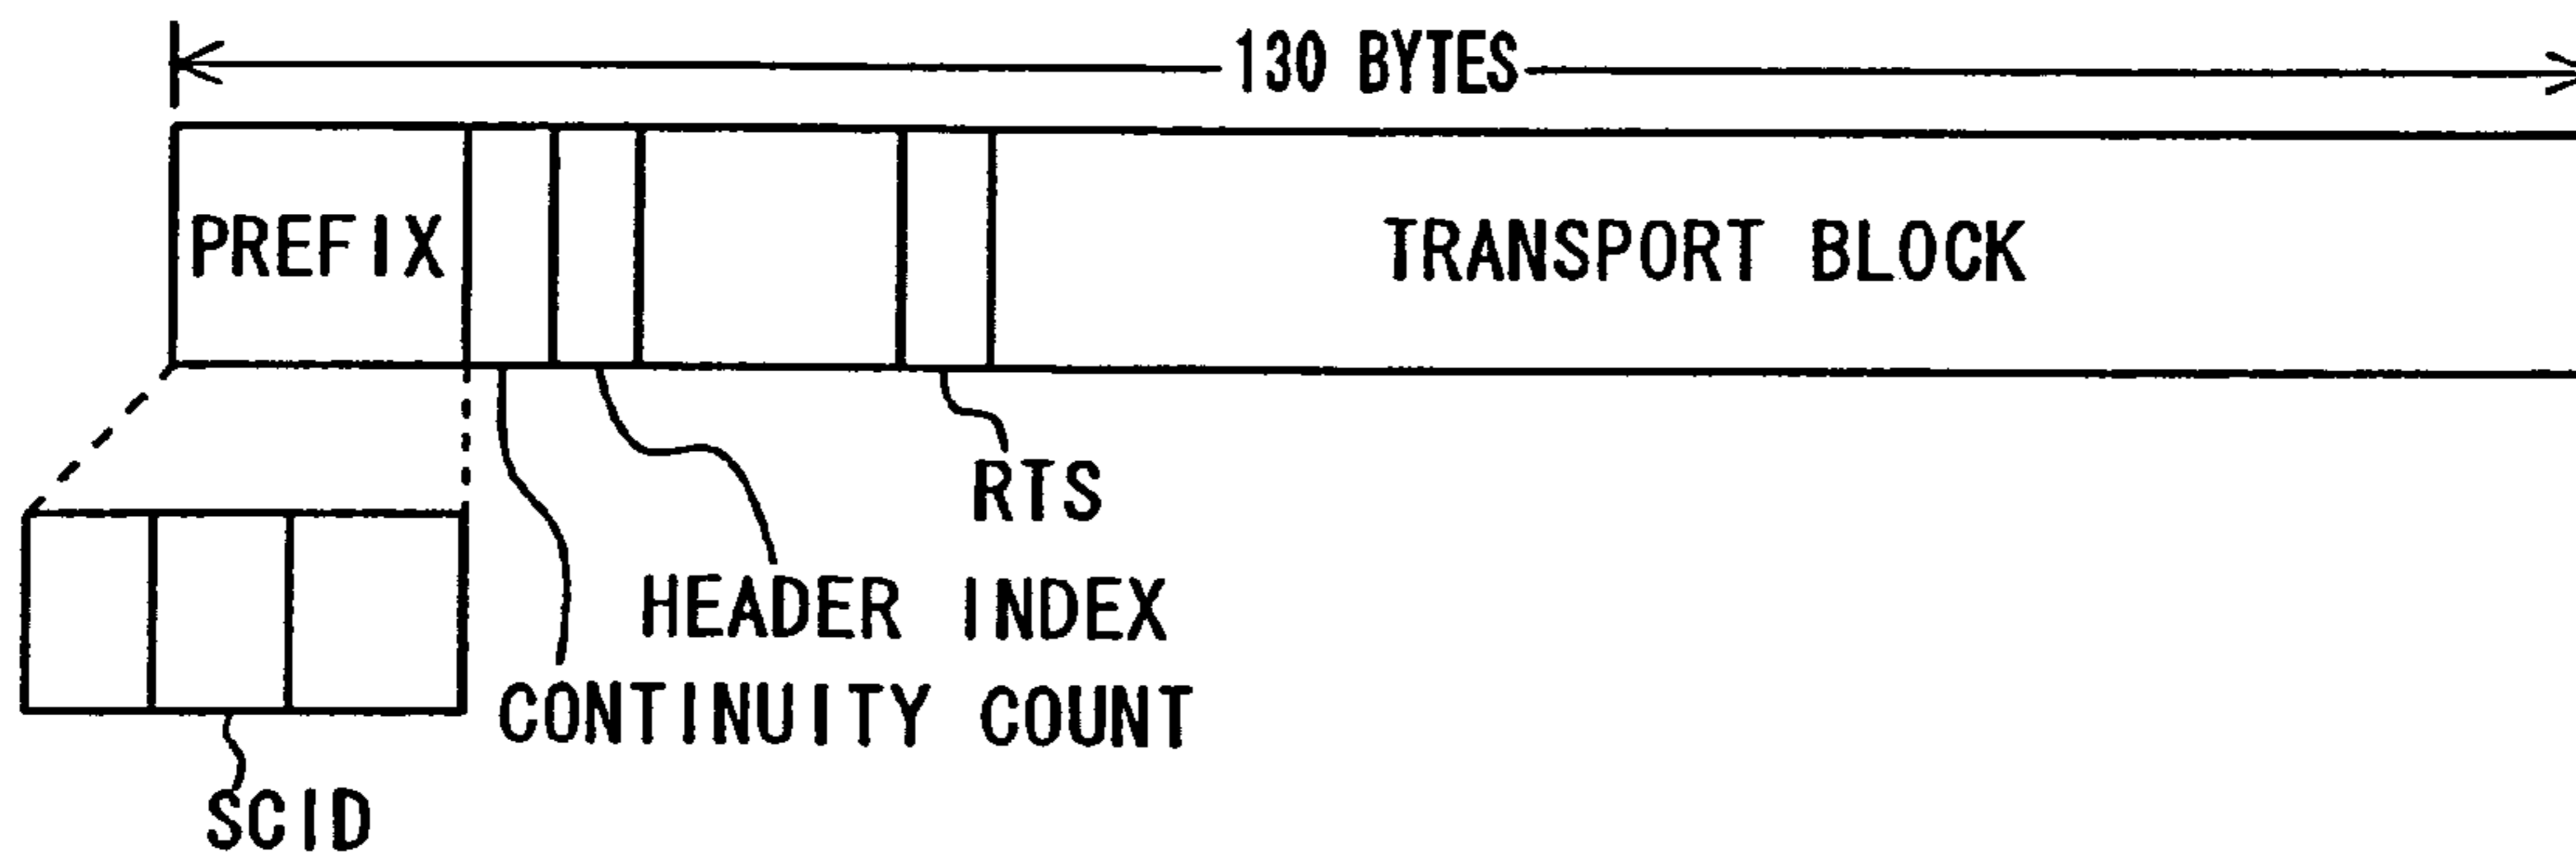 130 BYTES
PREFIX
TRANSPORT BLOCK
RTS
HEADER INDEX
CONTINUITY COUNT
SCID